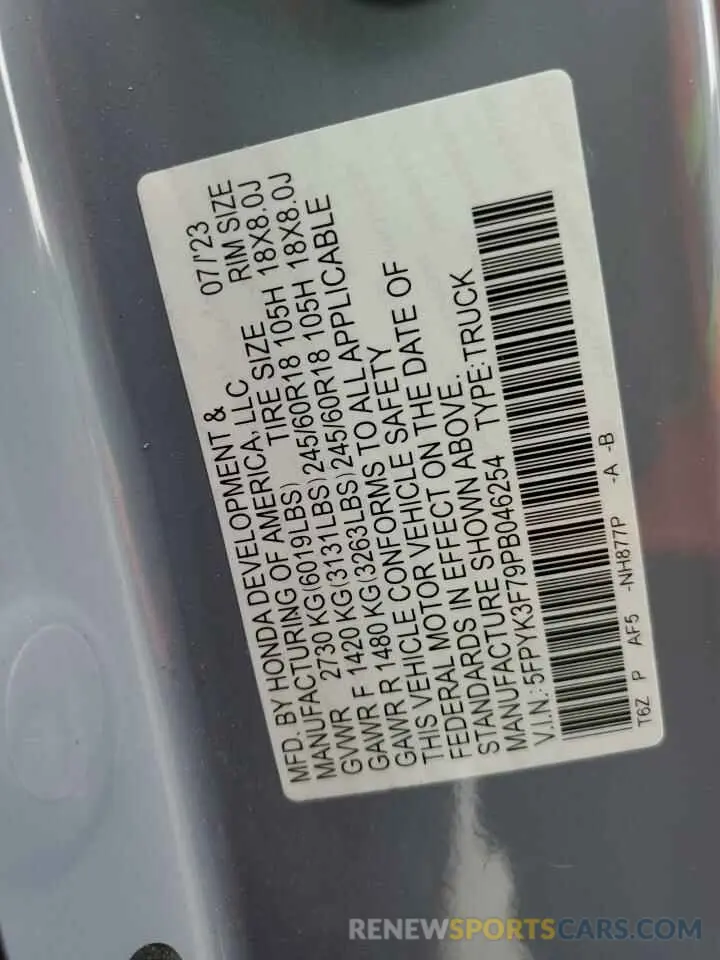 MFD. BY HONDA DEVELOPMENT & 07/'23
MANUFACTURING OF AMERICA, LLC
TIRE SIZE RIM SIZE
GVWR 2730 KG(6019LBS)
GAWR F 1420 KG(3131LBS) 245/60R18 105H 18X8.0J
GAWR R 1480 KG(3263LBS) 245/60R18 105H 18X8.0J
THIS VEHICLE CONFORMS TO ALL APPLICABLE
FEDERAL MOTOR VEHICLE SAFETY
STANDARDS IN EFFECT ON THE DATE OF
MANUFACTURE SHOWN ABOVE.
V.I.N.: 5FPYK3F79PB046254 TYPE:TRUCK
T6Z P AF5 -NH877P -A -B
RENEWSPORTSCARS.COM